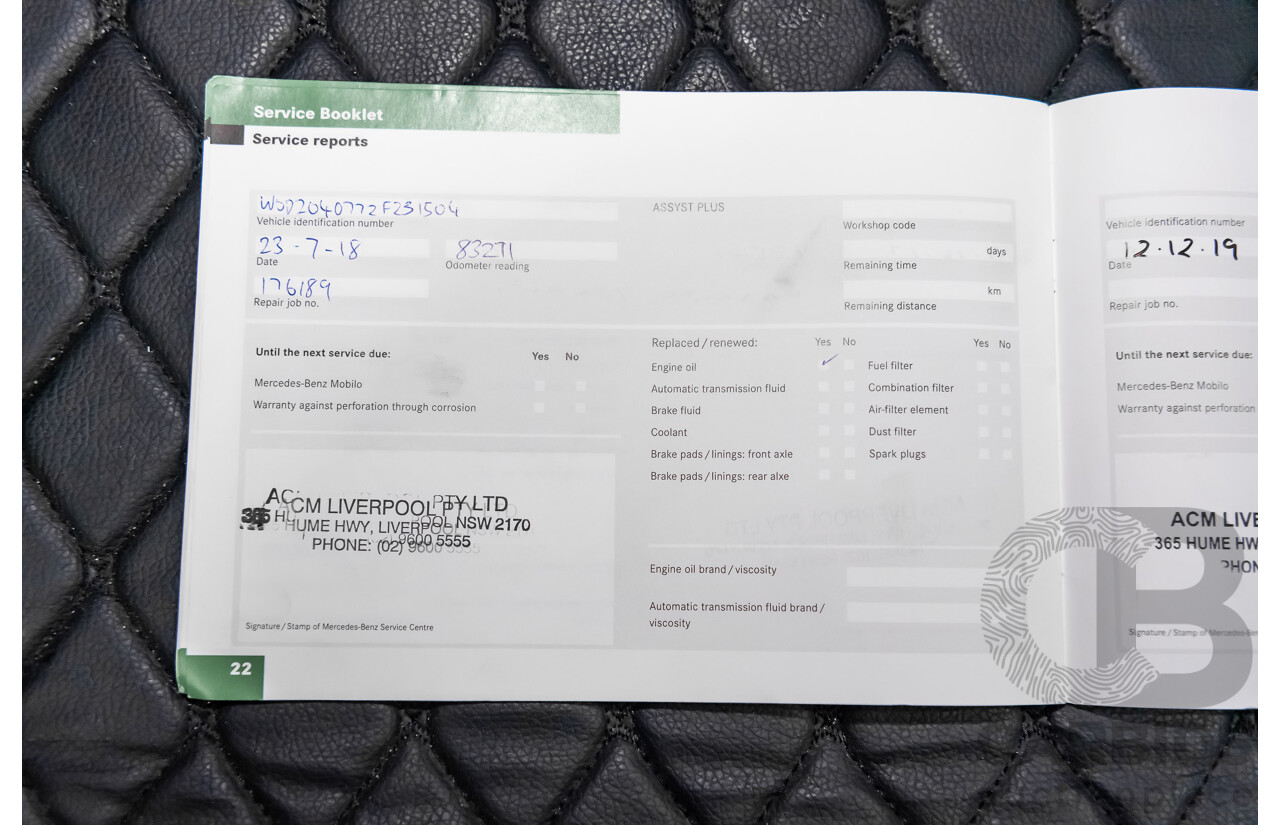 Service Booklet
Service reports
WDD2040772F231504
Vehicle identification number
23-7-18
Date
83271
Odometer reading
176189
Repair job no.
ASSYST PLUS
Workshop code
days
Remaining time
km
Remaining distance
Until the next service due:
Yes No
Mercedes-Benz Mobilo
Warranty against perforation through corrosion
Replaced / renewed:
Yes No
Engine oil
Automatic transmission fluid
Brake fluid
Coolant
Brake pads / linings: front axle
Brake pads / linings: rear alxe
Yes No
Fuel filter
Combination filter
Air-filter element
Dust filter
Spark plugs
ACM LIVERPOOL PTY LTD
365 HUME HWY, LIVERPOOL NSW 2170
PHONE: (02) 9600 5555
Signature / Stamp of Mercedes-Benz Service Centre
Engine oil brand / viscosity
Automatic transmission fluid brand /
viscosity
22
Vehicle identification number
12.12.19
Date
Repair job no.
Until the next service due:
Mercedes-Benz Mobilo
Warranty against perforation
ACM LIVE
365 HUME HW
PHON
Signature / Stamp of Mercedes-Be